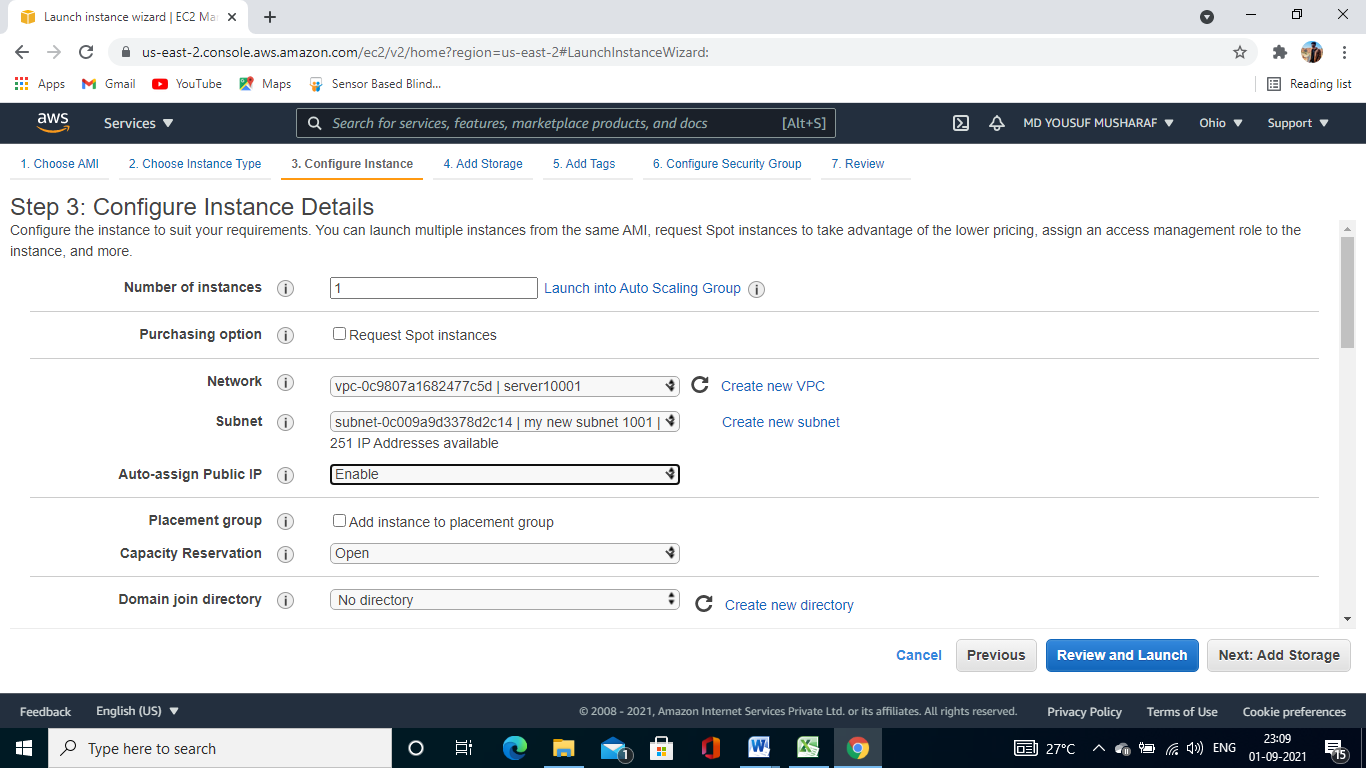 Launch instance wizard | EC2 Ma
us-east-2.console.aws.amazon.com/ec2/v2/home?region=us-east-2#LaunchInstanceWizard:
Apps Gmail YouTube Maps Sensor Based Blind... Reading list
aws Services Search for services, features, marketplace products, and docs [Alt+S] MD YOUSUF MUSHARAF Ohio Support
1. Choose AMI 2. Choose Instance Type 3. Configure Instance 4. Add Storage 5. Add Tags 6. Configure Security Group 7. Review
Step 3: Configure Instance Details
Configure the instance to suit your requirements. You can launch multiple instances from the same AMI, request Spot instances to take advantage of the lower pricing, assign an access management role to the
instance, and more.
Number of instances i 1 Launch into Auto Scaling Group i
Purchasing option i Request Spot instances
Network i vpc-0c9807a1682477c5d | server10001 Create new VPC
Subnet i subnet-0c009a9d3378d2c14 | my new subnet 1001 | Create new subnet
251 IP Addresses available
Auto-assign Public IP i Enable
Placement group i Add instance to placement group
Capacity Reservation i Open
Domain join directory i No directory Create new directory
Cancel Previous Review and Launch Next: Add Storage
Feedback English (US) © 2008 - 2021, Amazon Internet Services Private Ltd. or its affiliates. All rights reserved. Privacy Policy Terms of Use Cookie preferences
Type here to search 1 27°C ENG 23:09 15
01-09-2021